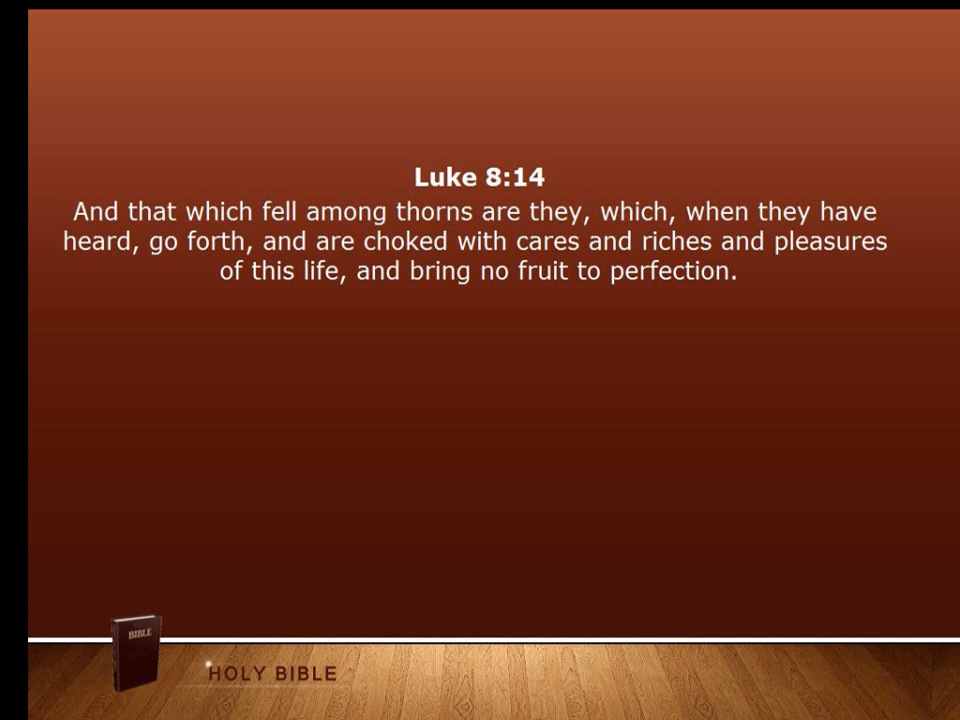 Luke 8:14
And that which fell among thorns are they, which, when they have
heard, go forth, and are choked with cares and riches and pleasures
of this life, and bring no fruit to perfection.
BIBLE
HOLY BIBLE